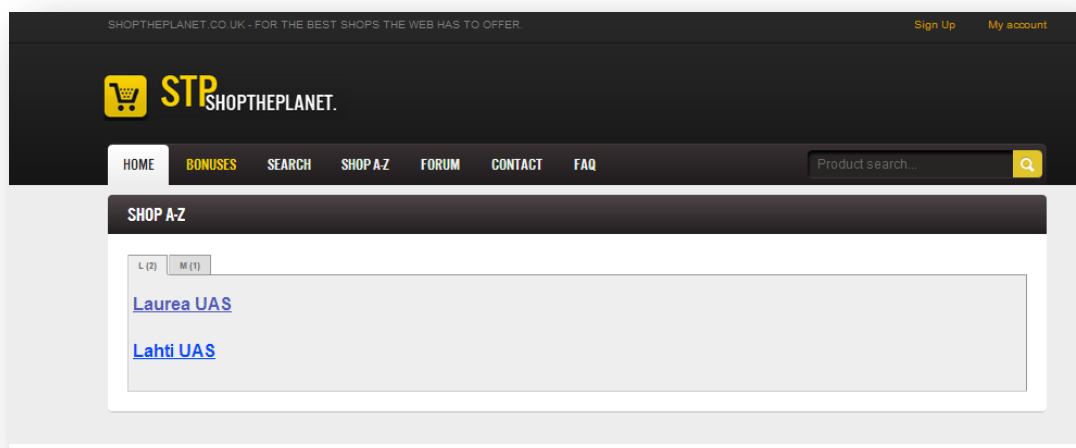 SHOPTHEPLANET.CO.UK - FOR THE BEST SHOPS THE WEB HAS TO OFFER.
Sign Up My account
STP SHOPTHEPLANET.
HOME BONUSES SEARCH SHOP A-Z FORUM CONTACT FAQ Product search...
SHOP A-Z
L (2) M (1)
Laurea UAS
Lahti UAS